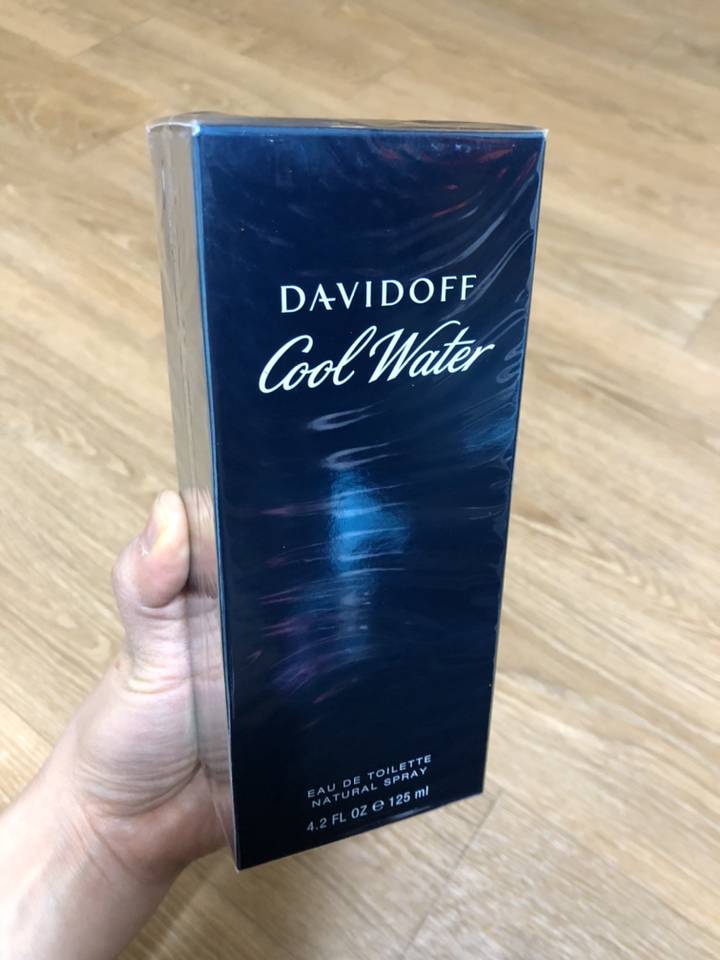 DAVIDOFF
Cool Water
EAU DE TOILETTE
NATURAL SPRAY
4.2 FL OZ ℮ 125 ml